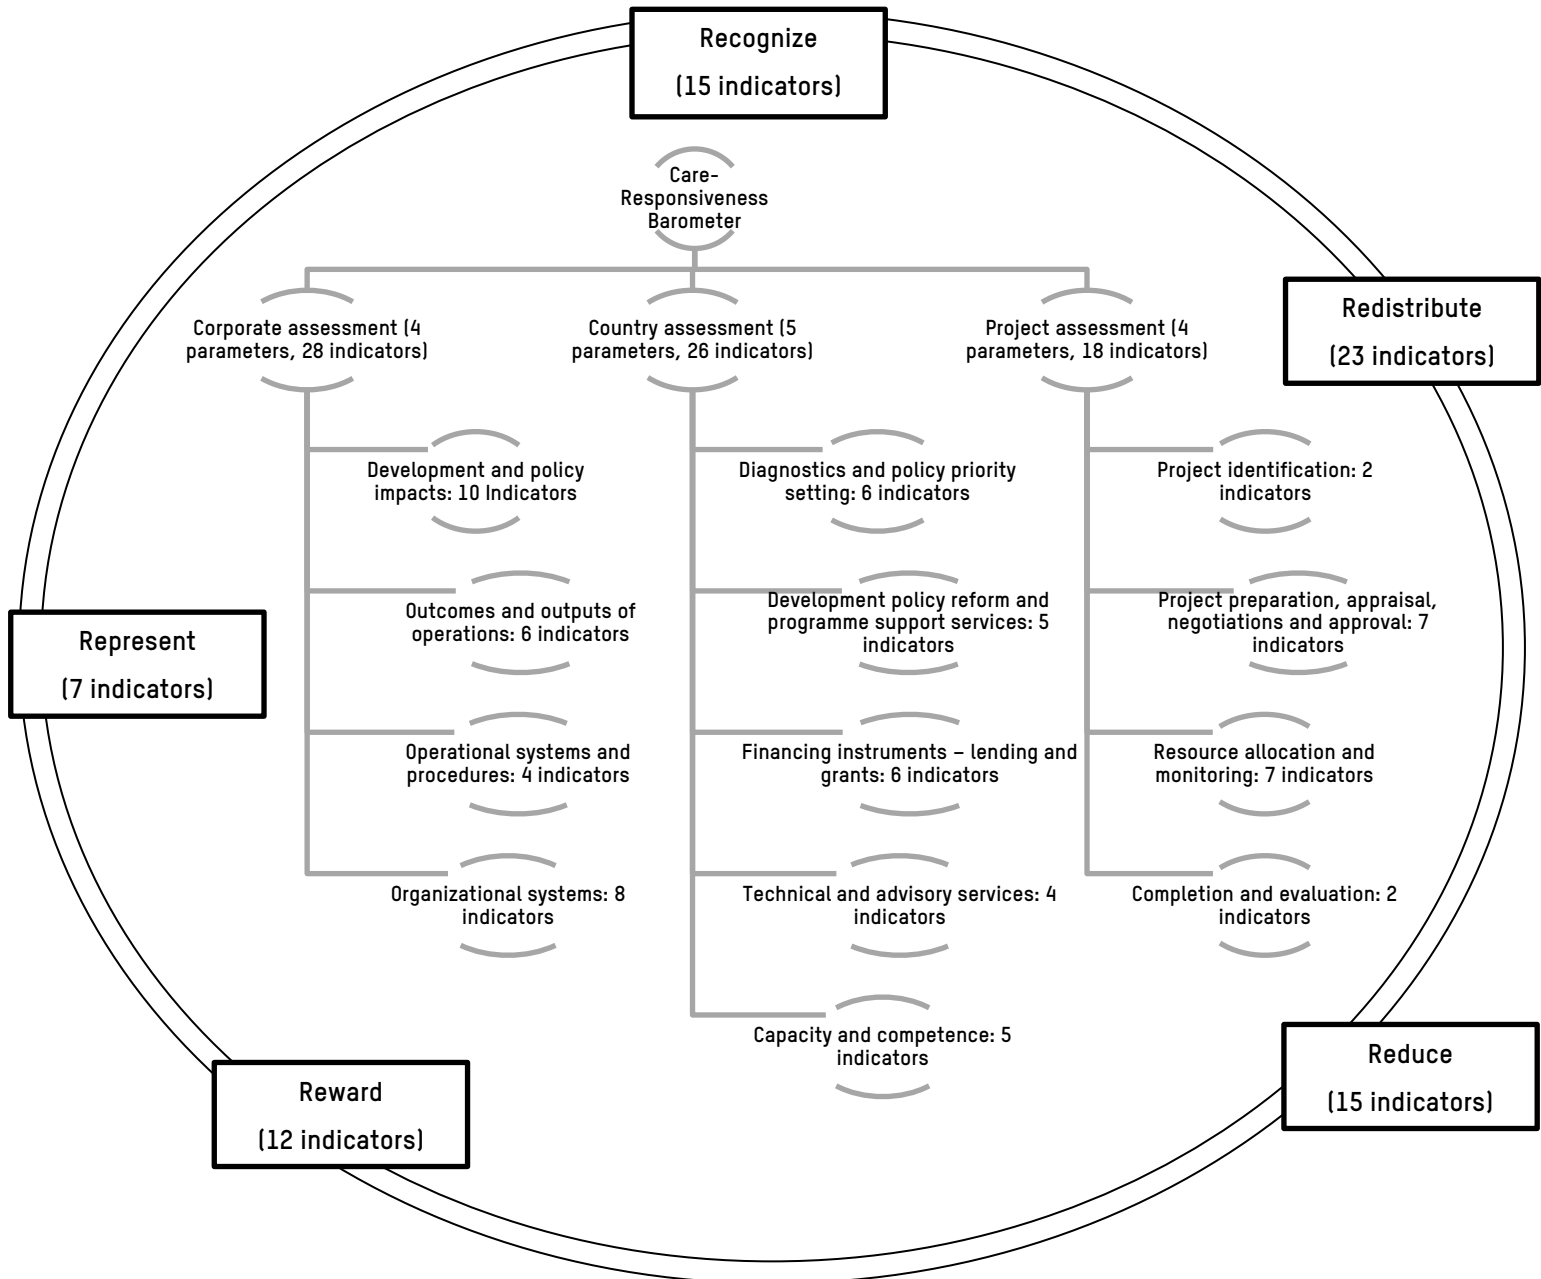 Recognize
(15 indicators)
Care-
Responsiveness
Barometer
Corporate assessment (4
parameters, 28 indicators)
Country assessment (5
parameters, 26 indicators)
Project assessment (4
parameters, 18 indicators)
Redistribute
(23 indicators)
Development and policy
impacts: 10 Indicators
Diagnostics and policy priority
setting: 6 indicators
Project identification: 2
indicators
Outcomes and outputs of
operations: 6 indicators
Development policy reform and
programme support services: 5
indicators
Project preparation, appraisal,
negotiations and approval: 7
indicators
Represent
(7 indicators)
Operational systems and
procedures: 4 indicators
Financing instruments – lending and
grants: 6 indicators
Resource allocation and
monitoring: 7 indicators
Organizational systems: 8
indicators
Technical and advisory services: 4
indicators
Completion and evaluation: 2
indicators
Capacity and competence: 5
indicators
Reduce
(15 indicators)
Reward
(12 indicators)